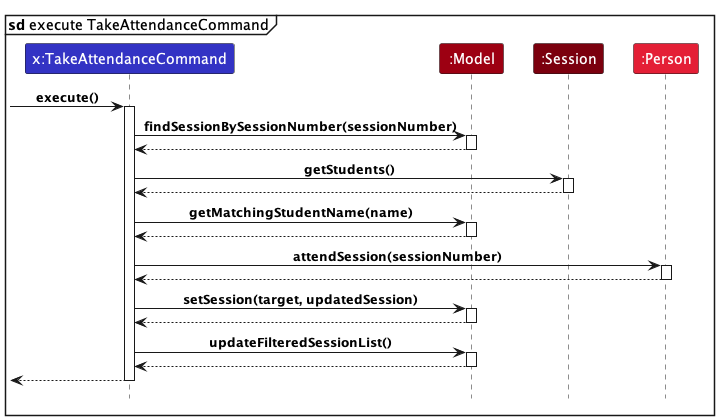 sd execute TakeAttendanceCommand
x:TakeAttendanceCommand :Model :Session :Person
execute()
findSessionBySessionNumber(sessionNumber)
getStudents()
getMatchingStudentName(name)
attendSession(sessionNumber)
setSession(target, updatedSession)
updateFilteredSessionList()